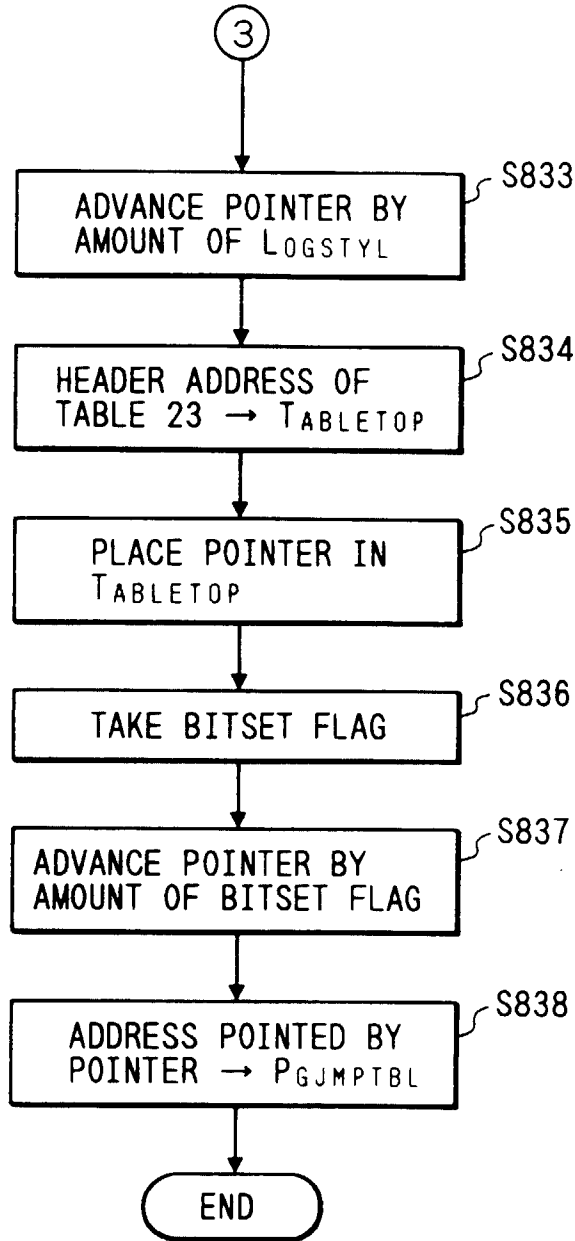 3
S833
ADVANCE POINTER BY
AMOUNT OF LOGSTYL
S834
HEADER ADDRESS OF
TABLE 23 → TABLETOP
S835
PLACE POINTER IN
TABLETOP
S836
TAKE BITSET FLAG
S837
ADVANCE POINTER BY
AMOUNT OF BITSET FLAG
S838
ADDRESS POINTED BY
POINTER → PGJMPTBL
END